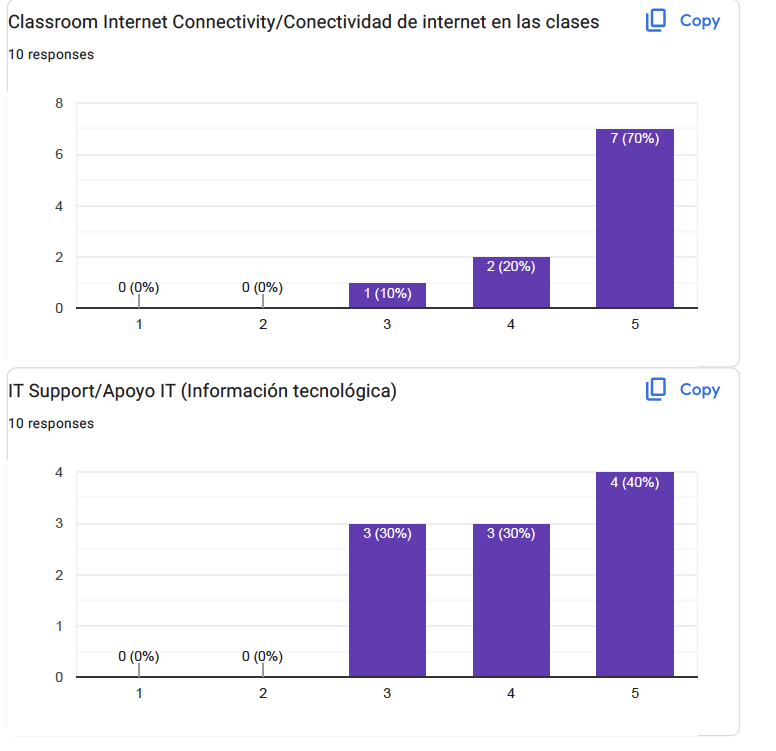 Classroom Internet Connectivity/Conectividad de internet en las clases
Copy
10 responses
8
6
4
2
0
0 (0%)
0 (0%)
1 (10%)
2 (20%)
7 (70%)
1 2 3 4 5
IT Support/Apoyo IT (Información tecnológica)
Copy
10 responses
4
3
2
1
0
0 (0%)
0 (0%)
3 (30%)
3 (30%)
4 (40%)
1 2 3 4 5